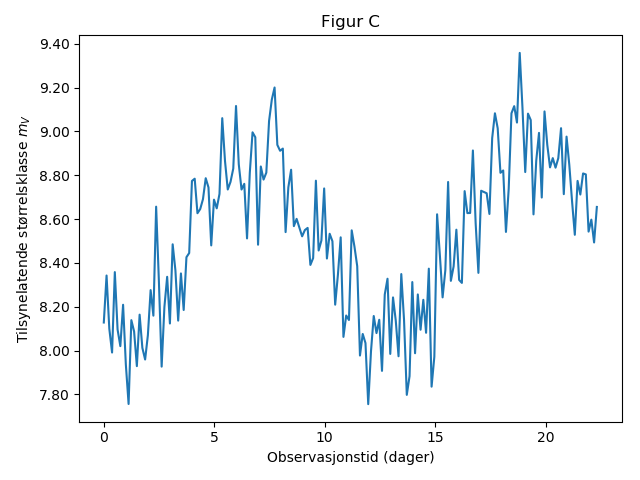 Figur C
Tilsynelatende størrelsesklasse m_V
9.40
9.20
9.00
8.80
8.60
8.40
8.20
8.00
7.80
0 5 10 15 20
Observasjonstid (dager)